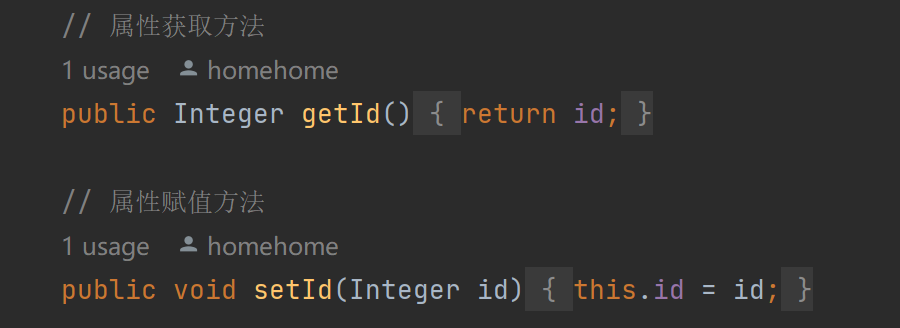 // 属性获取方法
1 usage homehome
public Integer getId() { return id; }
// 属性赋值方法
1 usage homehome
public void setId(Integer id) { this.id = id; }